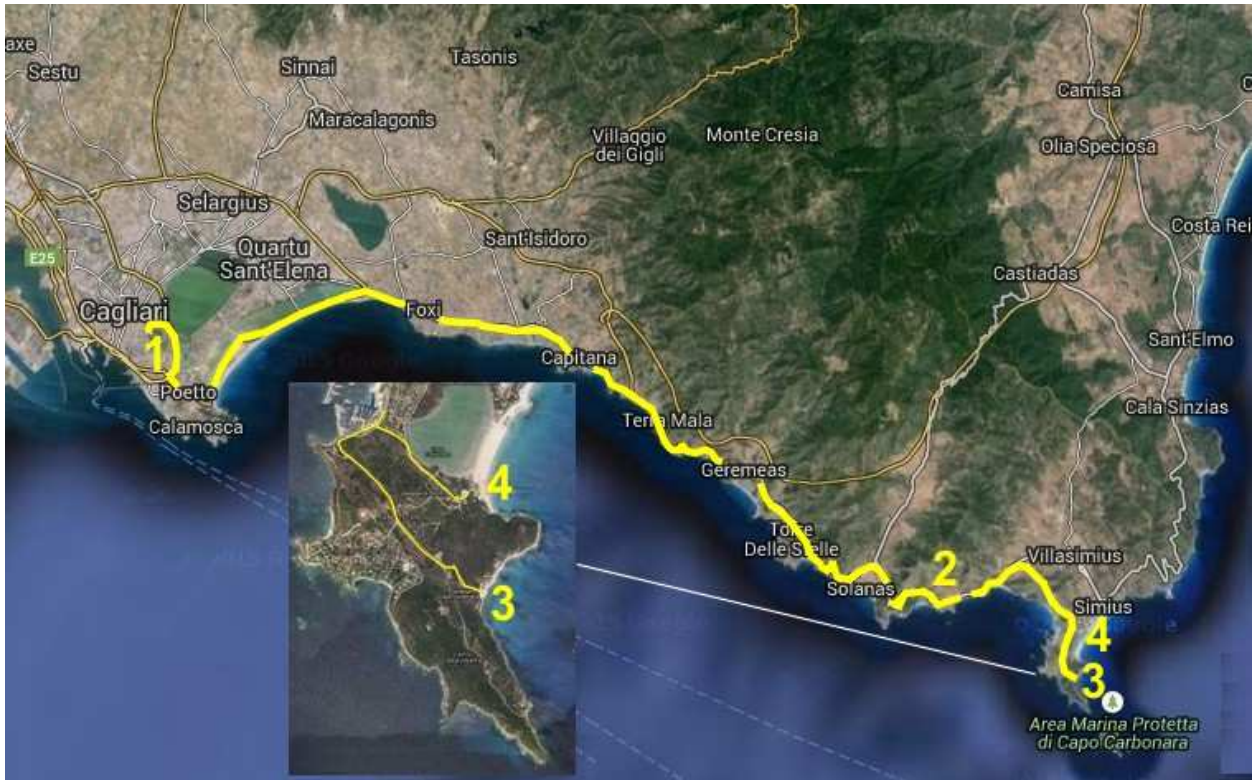 axe
Sestu
Sinnai
Tasonis
Maracalagonis
Villaggio
dei Gigli
Monte Cresia
Camisa
Olia Speciosa
Selargius
Quartu
Sant'Elena
Sant'Isidoro
Costa Rei
E25
Castiadas
Cagliari
Foxi
1
Capitana
Sant'Elmo
Poetto
Calamosca
Terra Mala
Cala Sinzias
4
3
Geremeas
Torre
Delle Stelle
Solanas
2
Villasimius
Simius
4
3
Area Marina Protetta
di Capo Carbonara